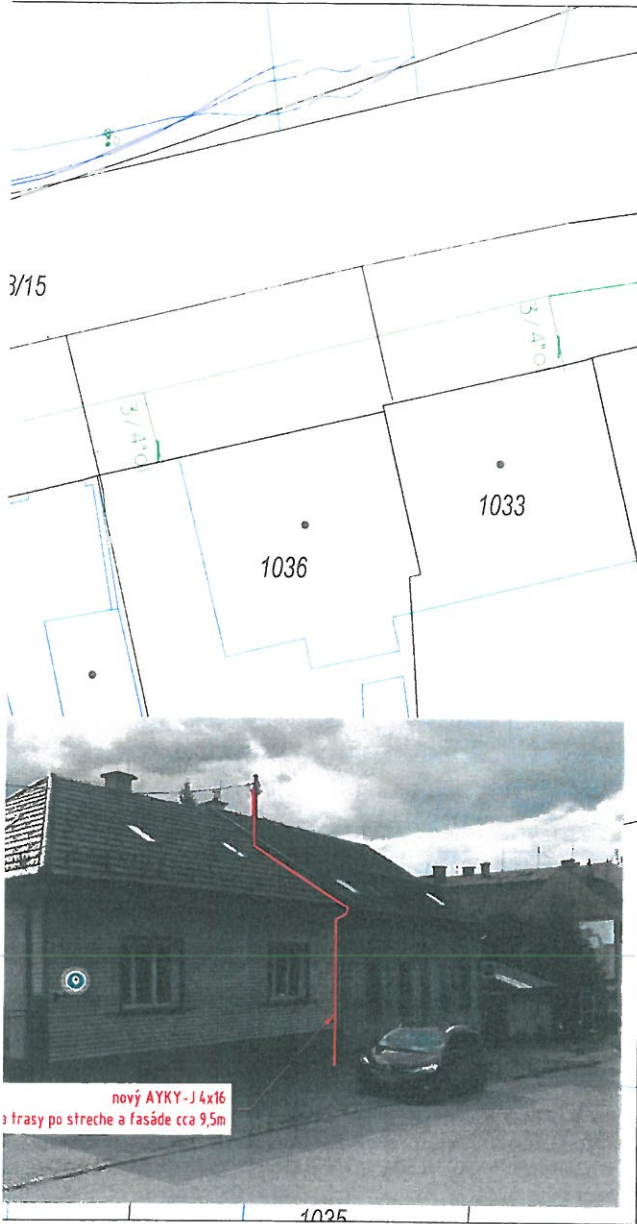 3/15
3/4"O
3/4"O
1033
1036
nový AYKY-J 4x16
a trasy po streche a fasáde cca 9,5m
1035